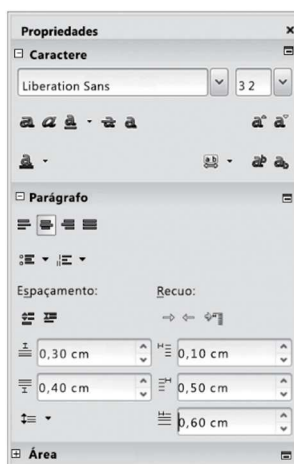 Propriedades
Caractere
Liberation Sans 32
Parágrafo
Espaçamento: Recuo:
0,30 cm 0,10 cm
0,40 cm 0,50 cm
0,60 cm
Área